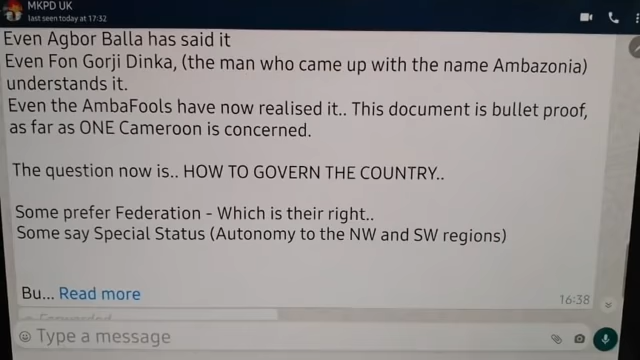 MKPD UK
last seen today at 17:32
Even Agbor Balla has said it
Even Fon Gorji Dinka, (the man who came up with the name Ambazonia)
understands it.
Even the AmbaFools have now realised it.. This document is bullet proof,
as far as ONE Cameroon is concerned.
The question now is.. HOW TO GOVERN THE COUNTRY..
Some prefer Federation - Which is their right..
Some say Special Status (Autonomy to the NW and SW regions)
Bu... Read more
16:38
Forwarded
Type a message